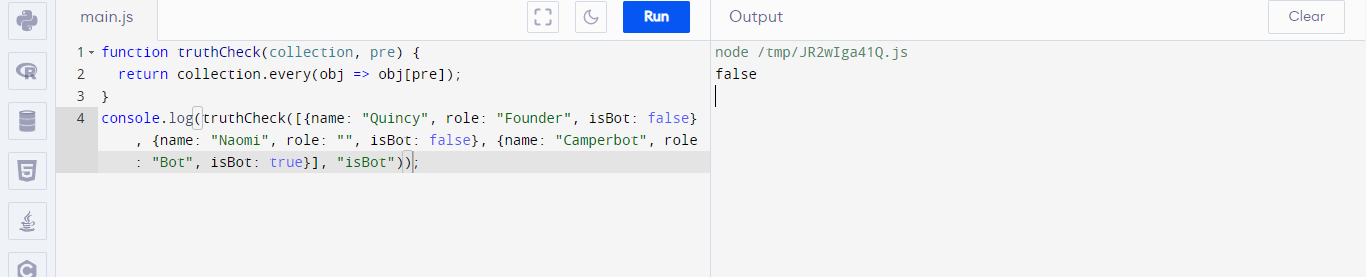 main.js
Run
Output
Clear
1 function truthCheck(collection, pre) {
2 return collection.every(obj => obj[pre]);
3 }
4 console.log(truthCheck([{name: "Quincy", role: "Founder", isBot: false}
, {name: "Naomi", role: "", isBot: false}, {name: "Camperbot", role
: "Bot", isBot: true}], "isBot"));
node /tmp/JR2wIga41Q.js
false
R
5
C